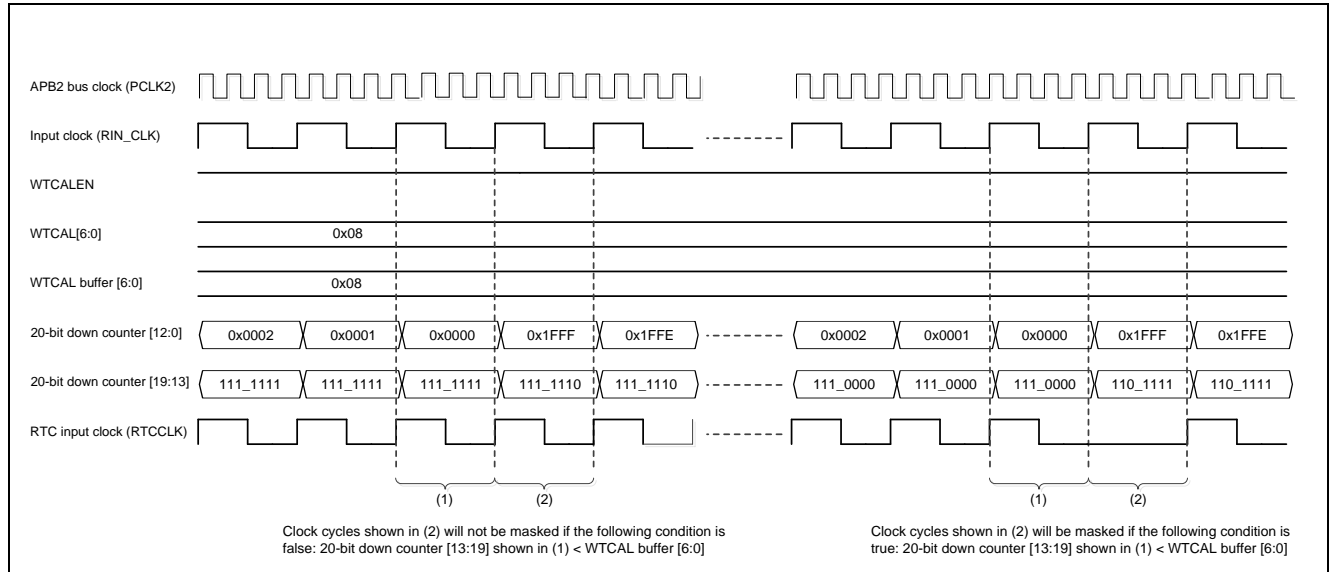 APB2 bus clock (PCLK2)
Input clock (RIN_CLK)
WTCALEN
WTCAL[6:0] 0x08
WTCAL buffer [6:0] 0x08
20-bit down counter [12:0] 0x0002 0x0001 0x0000 0x1FFF 0x1FFE 0x0002 0x0001 0x0000 0x1FFF 0x1FFE
20-bit down counter [19:13] 111_1111 111_1111 111_1111 111_1110 111_1110 111_0000 111_0000 111_0000 110_1111 110_1111
RTC input clock (RTCCLK)
(1) (2) (1) (2)
Clock cycles shown in (2) will not be masked if the following condition is
false: 20-bit down counter [13:19] shown in (1) < WTCAL buffer [6:0]
Clock cycles shown in (2) will be masked if the following condition is
true: 20-bit down counter [13:19] shown in (1) < WTCAL buffer [6:0]